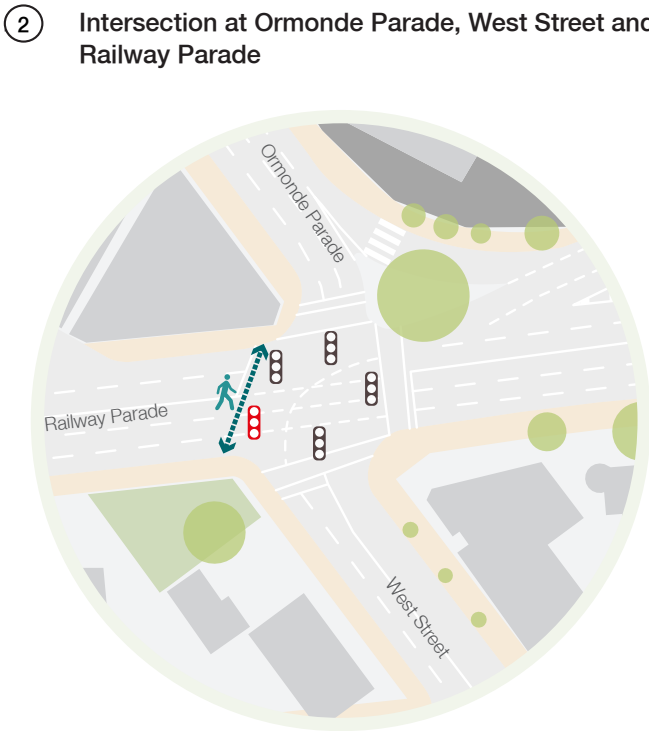 2
Intersection at Ormonde Parade, West Street and
Railway Parade
Ormonde Parade
Railway Parade
West Street